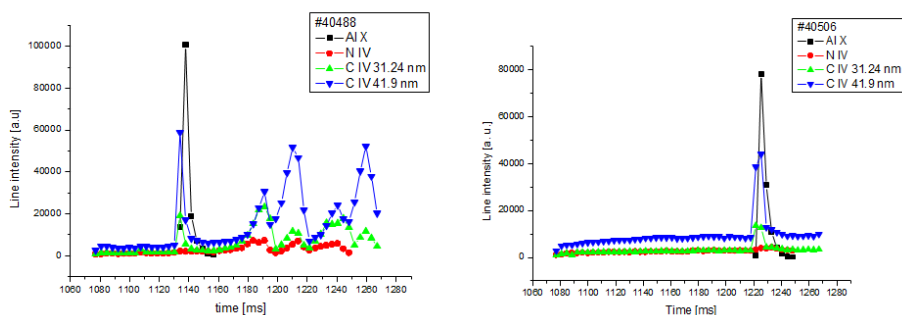 #40488
Al X
N IV
C IV 31.24 nm
C IV 41.9 nm
Line intensity [a.u]
100000
80000
60000
40000
20000
0
1060 1080 1100 1120 1140 1160 1180 1200 1220 1240 1260 1280
time [ms]
#40506
Al X
N IV
C IV 31.24 nm
C IV 41.9 nm
Line intensity [a. u.]
80000
60000
40000
20000
0
1060 1080 1100 1120 1140 1160 1180 1200 1220 1240 1260 1280
Time [ms]